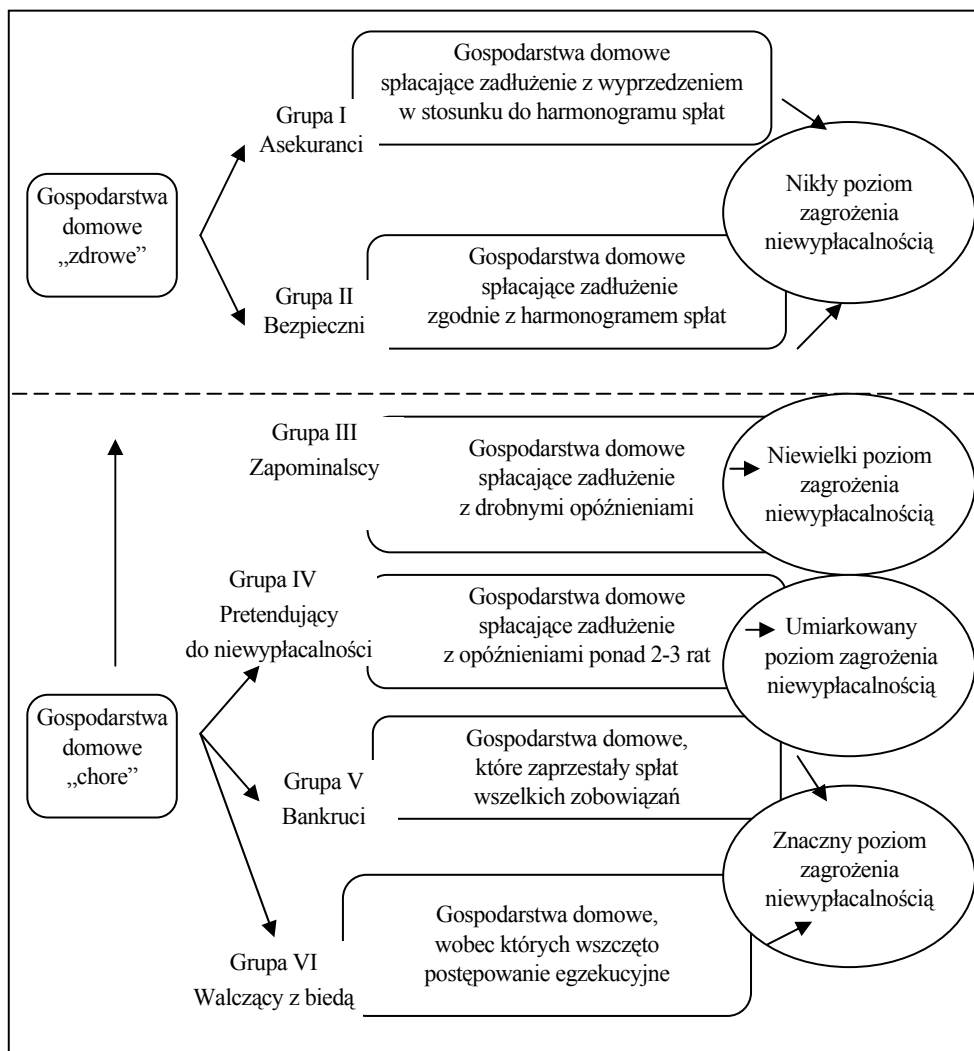 Gospodarstwa
domowe
„zdrowe”
Grupa I
Asekuranci
Gospodarstwa domowe
spłacające zadłużenie z wyprzedzeniem
w stosunku do harmonogramu spłat
Grupa II
Bezpieczni
Gospodarstwa domowe
spłacające zadłużenie
zgodnie z harmonogramem spłat
Nikły poziom
zagrożenia
niewypłacalnością
Grupa III
Zapominalscy
Gospodarstwa domowe
spłacające zadłużenie
z drobnymi opóźnieniami
Niewielki poziom
zagrożenia
niewypłacalnością
Gospodarstwa
domowe
„chore”
Grupa IV
Pretendujący
do niewypłacalności
Gospodarstwa domowe
spłacające zadłużenie
z opóźnieniami ponad 2-3 rat
Umiarkowany
poziom zagrożenia
niewypłacalnością
Grupa V
Bankruci
Gospodarstwa domowe,
które zaprzestały spłat
wszelkich zobowiązań
Grupa VI
Walczący z biedą
Gospodarstwa domowe,
wobec których wszczęto
postępowanie egzekucyjne
Znaczny poziom
zagrożenia
niewypłacalnością